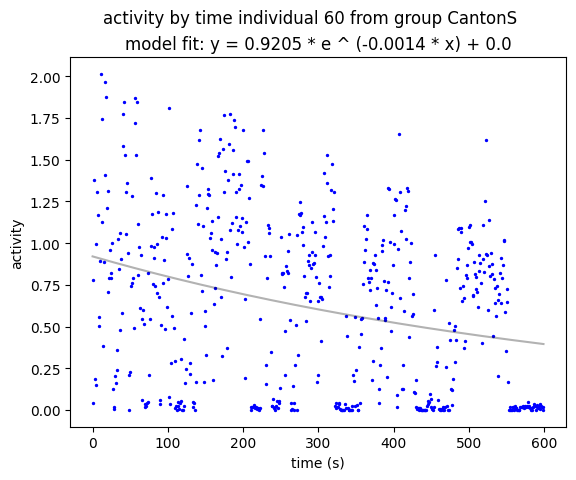 activity by time individual 60 from group CantonS
model fit: y = 0.9205 * e ^ (-0.0014 * x) + 0.0
2.00
1.75
1.50
1.25
1.00
0.75
0.50
0.25
0.00
activity
0 100 200 300 400 500 600
time (s)